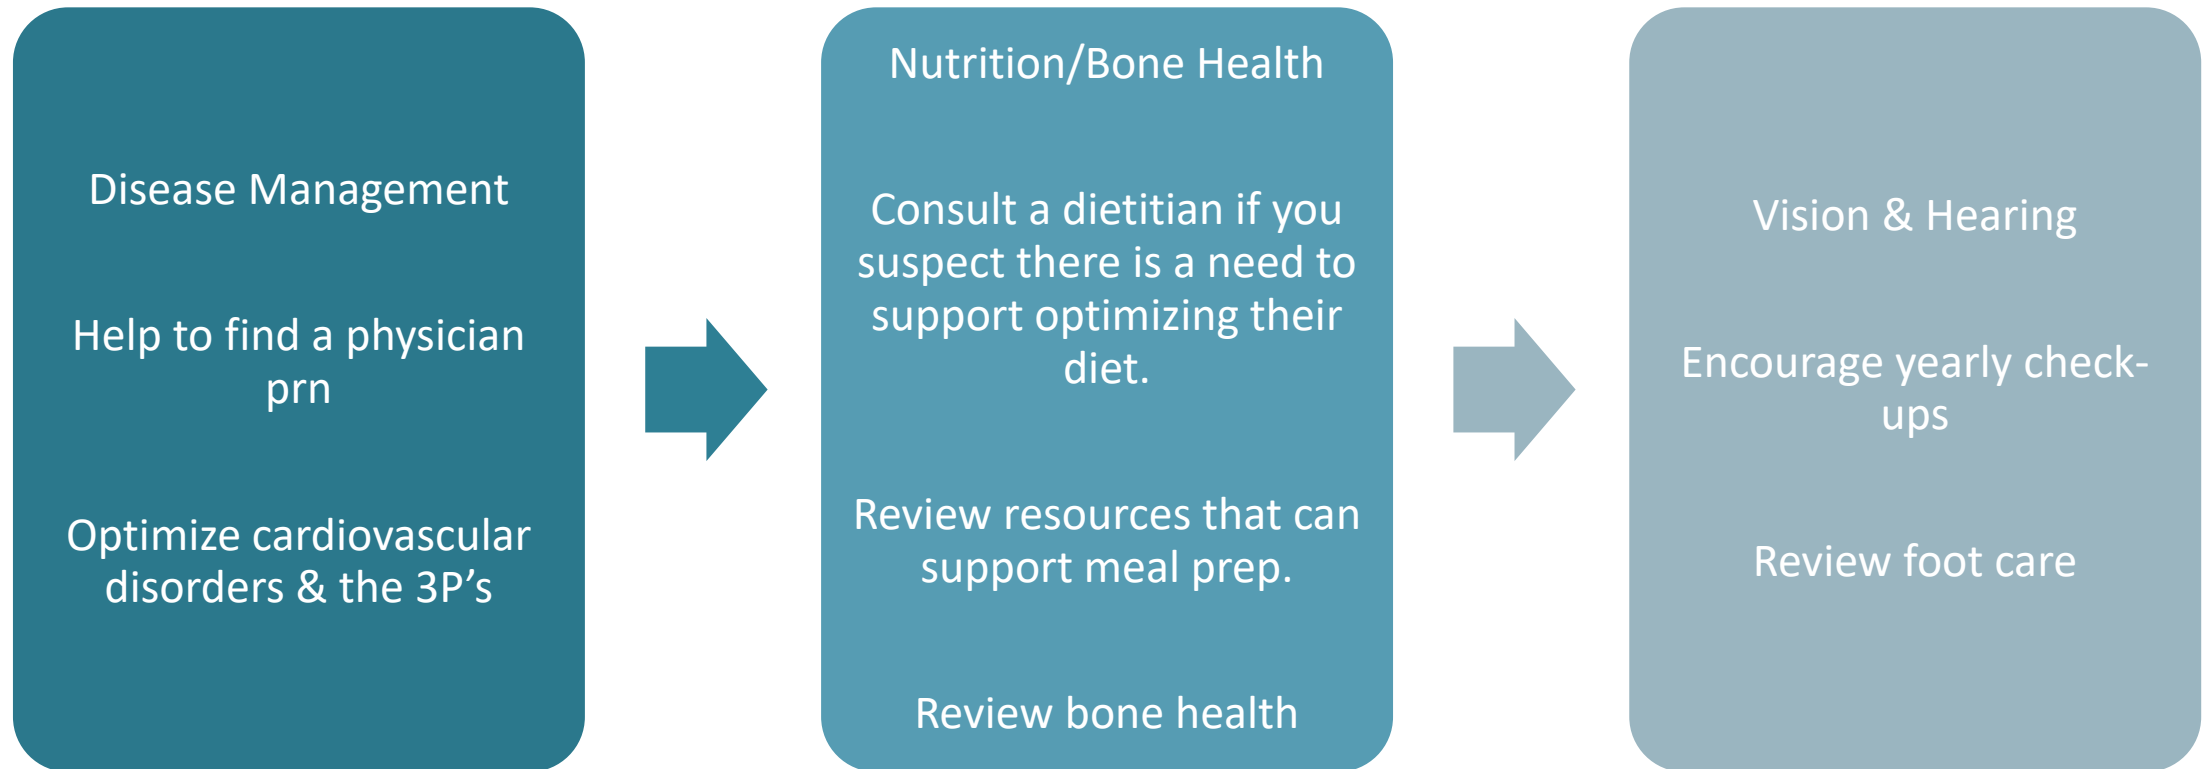 Disease Management
Help to find a physician
prn
Optimize cardiovascular
disorders & the 3P’s
Nutrition/Bone Health
Consult a dietitian if you
suspect there is a need to
support optimizing their
diet.
Review resources that can
support meal prep.
Review bone health
Vision & Hearing
Encourage yearly check-
ups
Review foot care